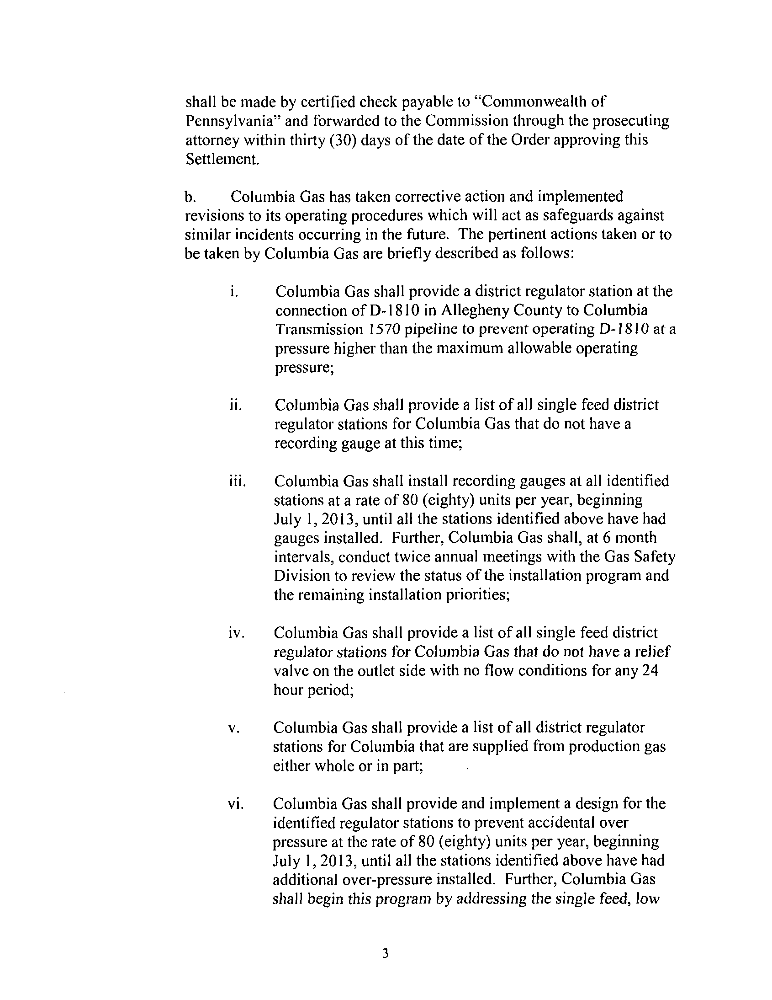 shall be made by certified check payable to “Commonwealth of
Pennsylvania” and forwarded to the Commission through the prosecuting
attorney within thirty (30) days of the date of the Order approving this
Settlement.
b. Columbia Gas has taken corrective action and implemented
revisions to its operating procedures which will act as safeguards against
similar incidents occurring in the future. The pertinent actions taken or to
be taken by Columbia Gas are briefly described as follows:
i. Columbia Gas shall provide a district regulator station at the
connection of D-1810 in Allegheny County to Columbia
Transmission 1570 pipeline to prevent operating D-1810 at a
pressure higher than the maximum allowable operating
pressure;
ii. Columbia Gas shall provide a list of all single feed district
regulator stations for Columbia Gas that do not have a
recording gauge at this time;
iii. Columbia Gas shall install recording gauges at all identified
stations at a rate of 80 (eighty) units per year, beginning
July 1, 2013, until all the stations identified above have had
gauges installed. Further, Columbia Gas shall, at 6 month
intervals, conduct twice annual meetings with the Gas Safety
Division to review the status of the installation program and
the remaining installation priorities;
iv. Columbia Gas shall provide a list of all single feed district
regulator stations for Columbia Gas that do not have a relief
valve on the outlet side with no flow conditions for any 24
hour period;
v. Columbia Gas shall provide a list of all district regulator
stations for Columbia that are supplied from production gas
either whole or in part;
vi. Columbia Gas shall provide and implement a design for the
identified regulator stations to prevent accidental over
pressure at the rate of 80 (eighty) units per year, beginning
July 1, 2013, until all the stations identified above have had
additional over-pressure installed. Further, Columbia Gas
shall begin this program by addressing the single feed, low
3